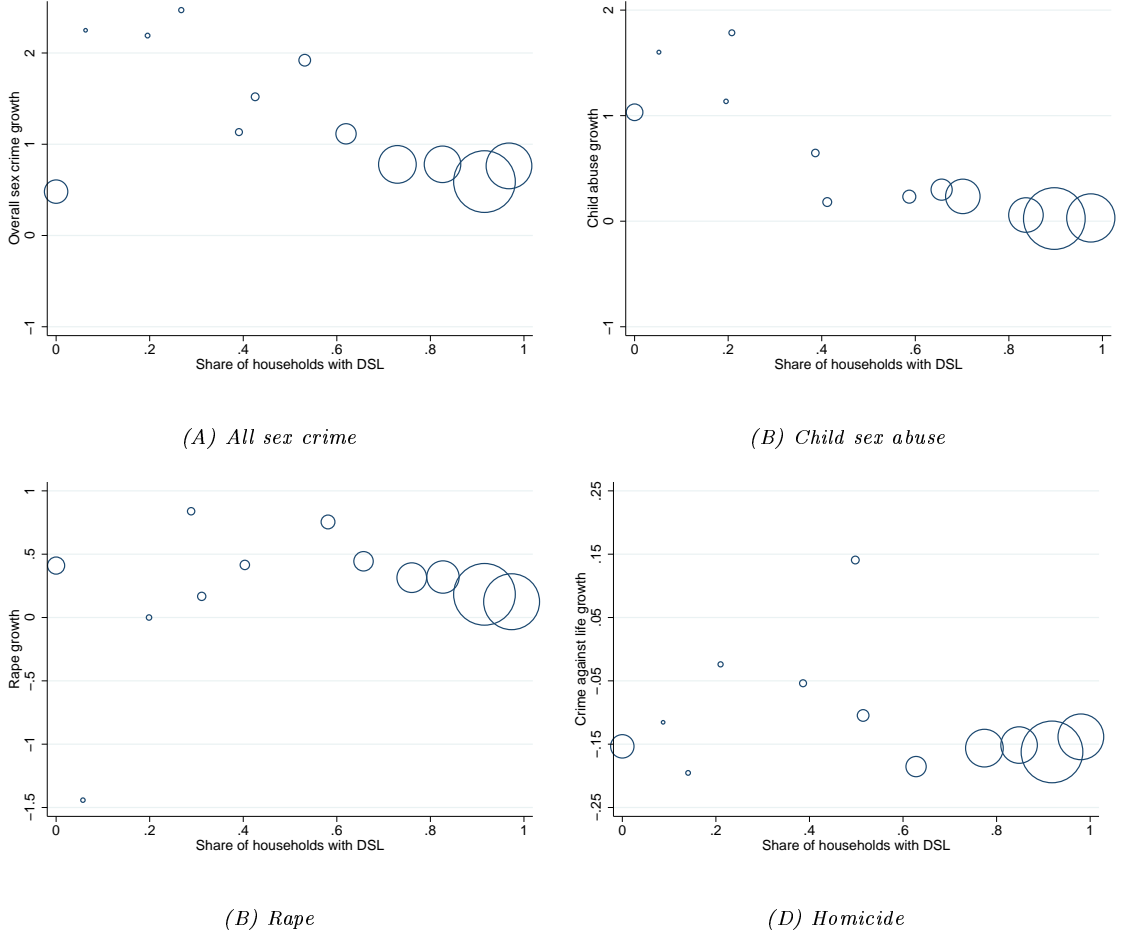 Overall sex crime growth
2
1
0
−1
0 .2 .4 .6 .8 1
Share of households with DSL
(A) All sex crime
Child abuse growth
2
1
0
−1
0 .2 .4 .6 .8 1
Share of households with DSL
(B) Child sex abuse
Rape growth
1
.5
0
−.5
−1
−1.5
0 .2 .4 .6 .8 1
Share of households with DSL
(B) Rape
Crime against life growth
.25
.15
.05
−.05
−.15
−.25
0 .2 .4 .6 .8 1
Share of households with DSL
(D) Homicide